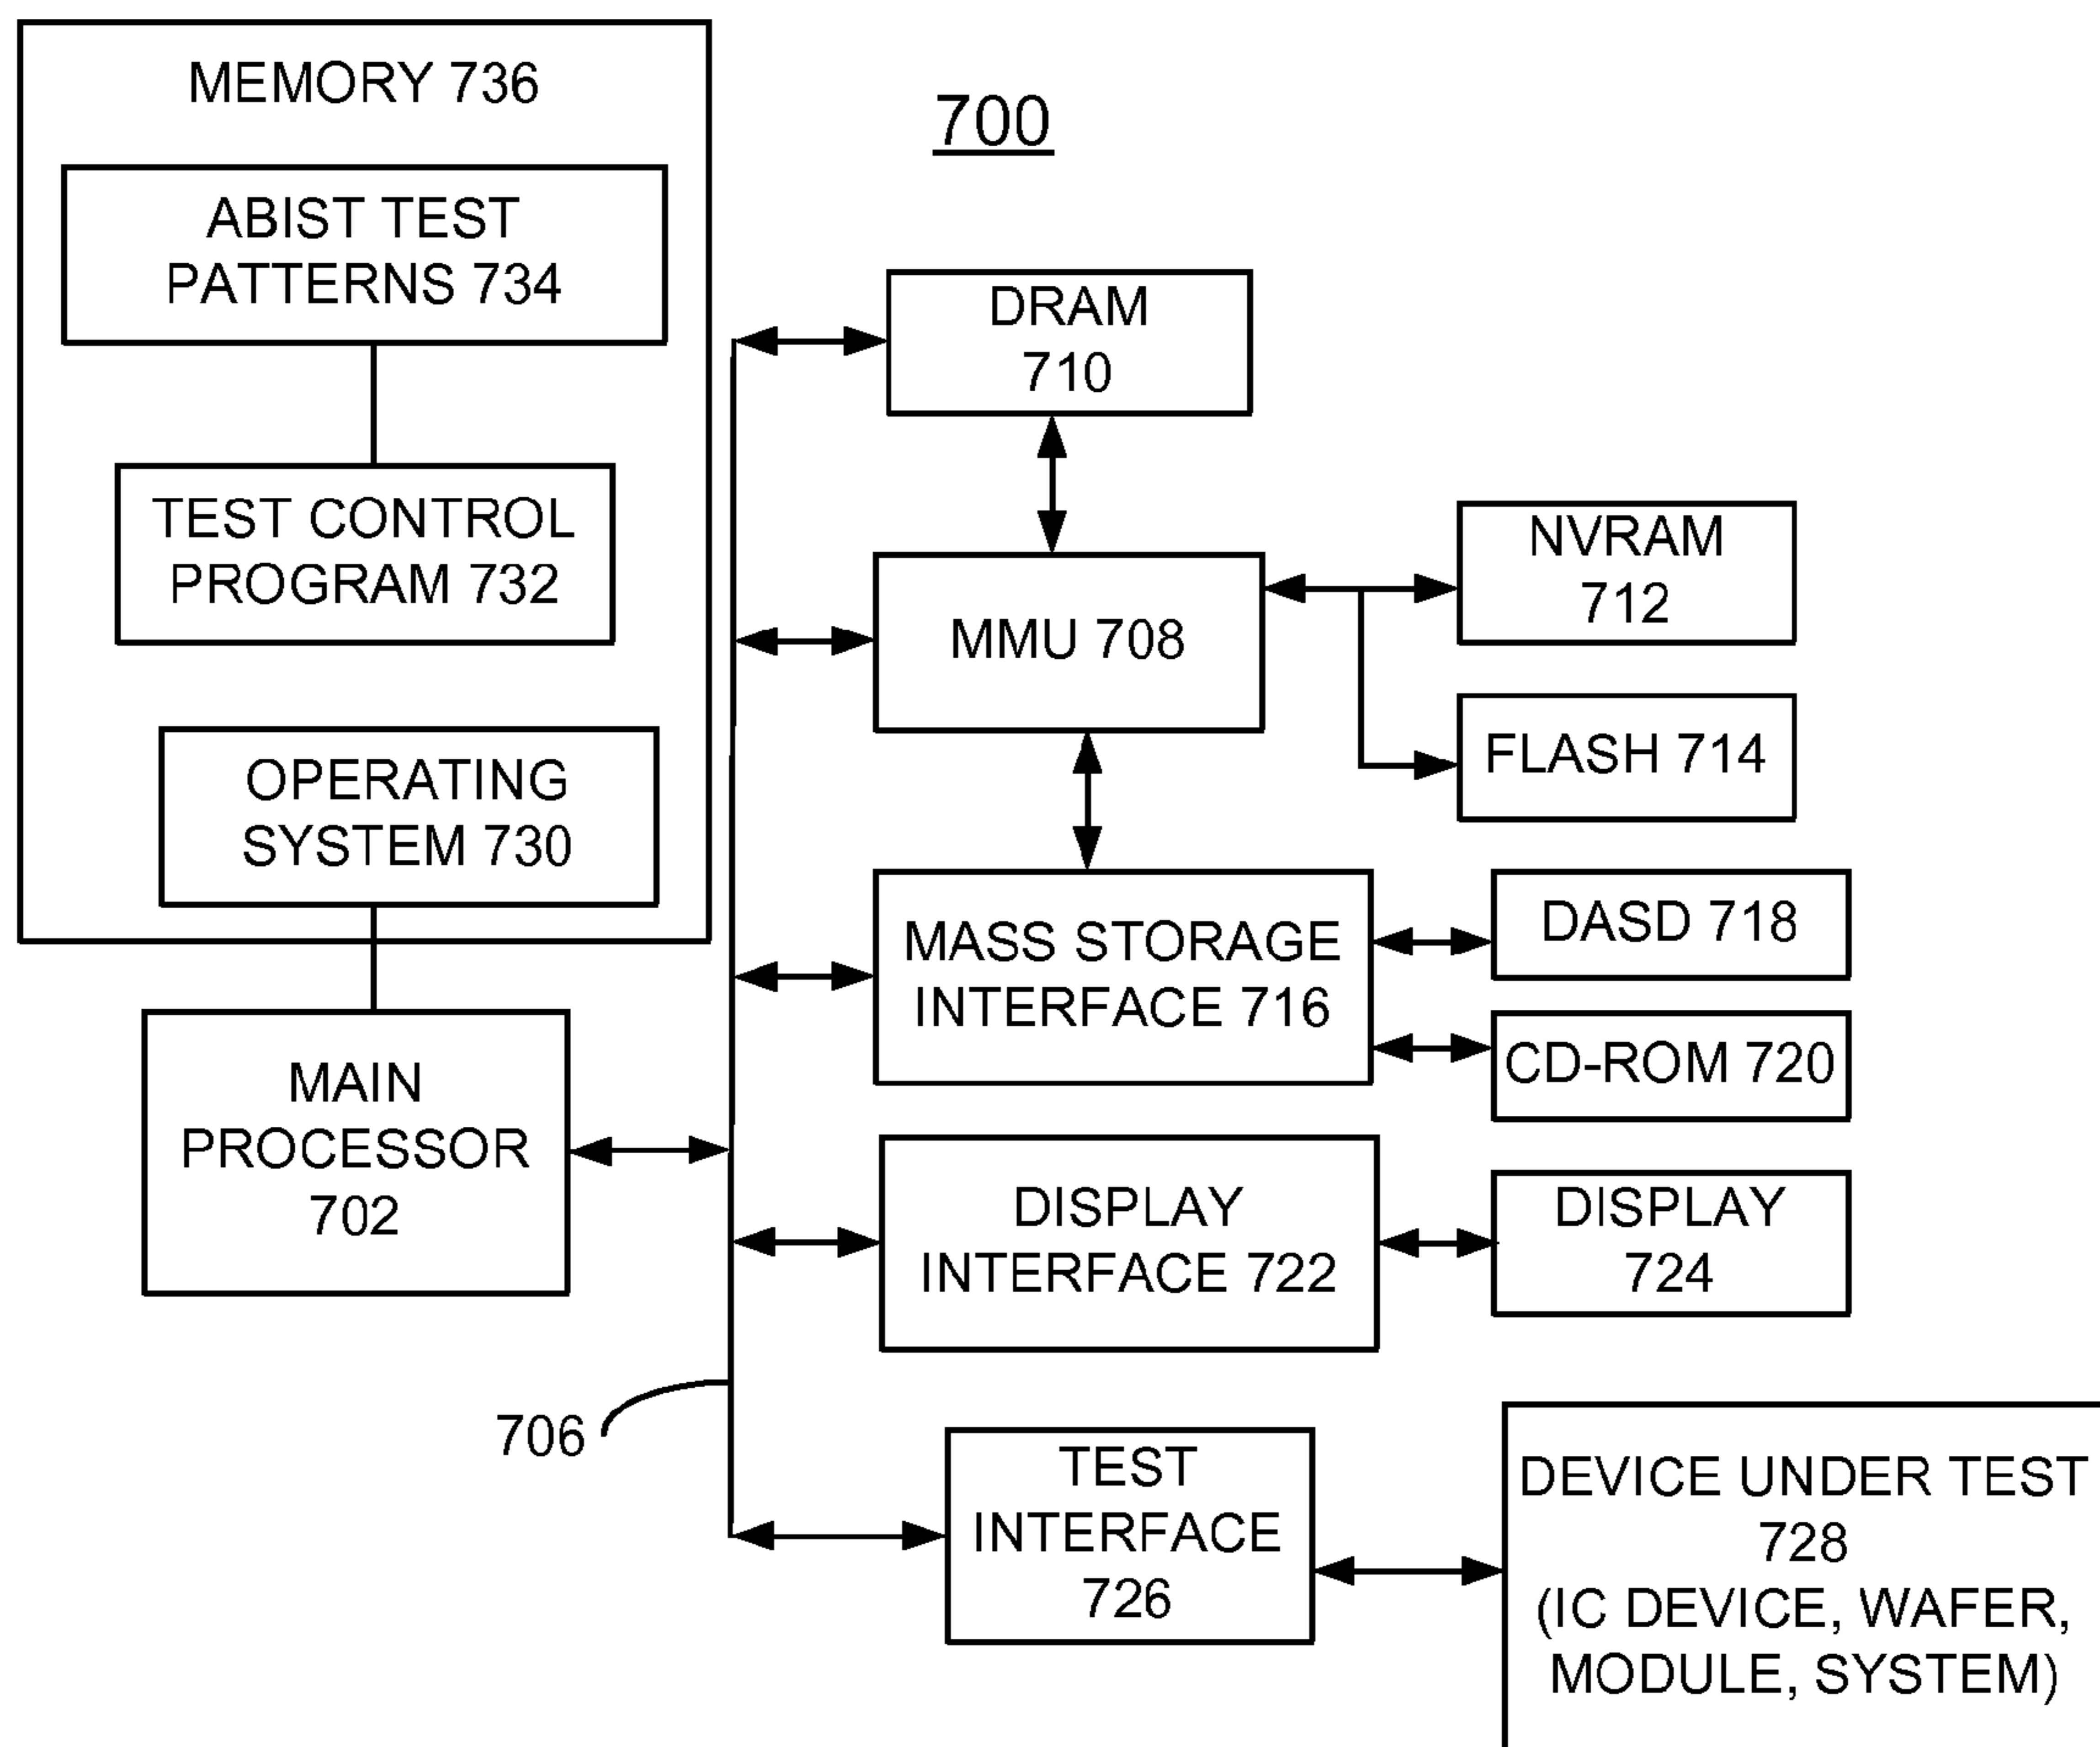 MEMORY 736
ABIST TEST
PATTERNS 734
TEST CONTROL
PROGRAM 732
OPERATING
SYSTEM 730
MAIN
PROCESSOR
702
706
700
DRAM
710
MMU 708
NVRAM
712
FLASH 714
MASS STORAGE
INTERFACE 716
DASD 718
CD-ROM 720
DISPLAY
INTERFACE 722
DISPLAY
724
TEST
INTERFACE
726
DEVICE UNDER TEST
728
(IC DEVICE, WAFER,
MODULE, SYSTEM)